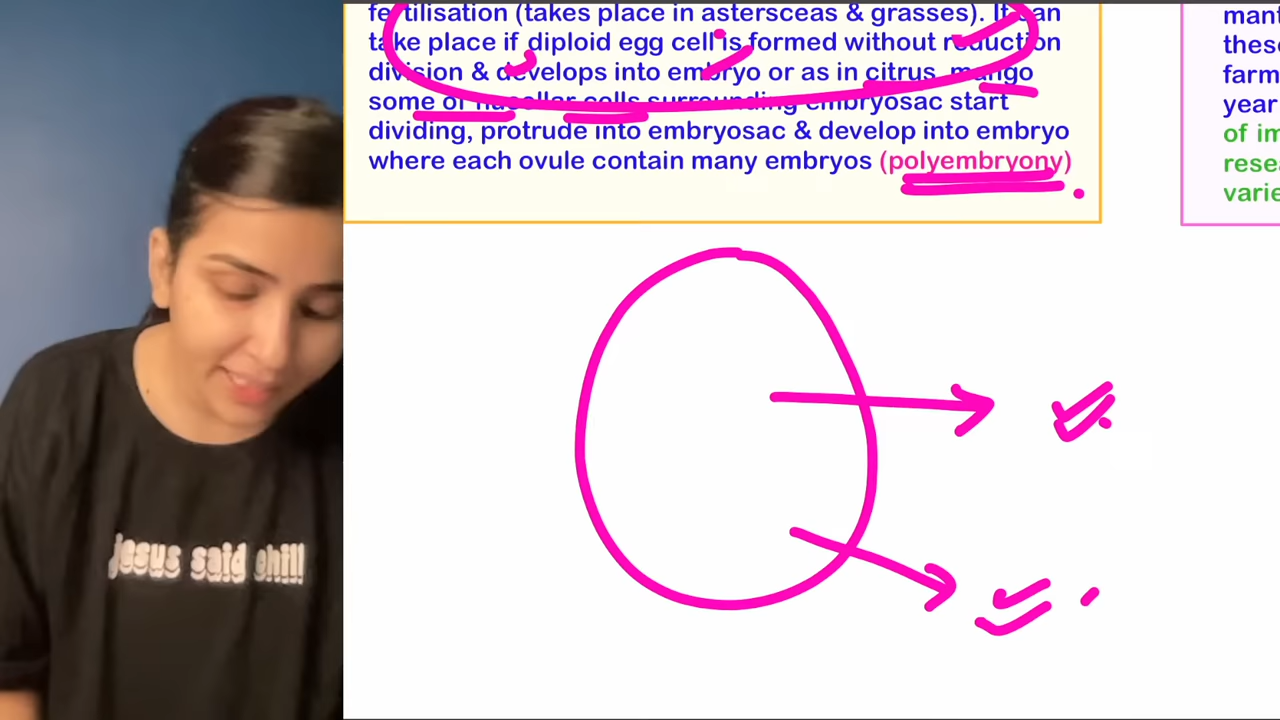 fertilisation (takes place in astersceas & grasses). It can
take place if diploid egg cell is formed without reduction
division & develops into embryo or as in citrus, mango
some of nucellar cells surrounding embryosac start
dividing, protrude into embryosac & develop into embryo
where each ovule contain many embryos (polyembryony)
mant
these
farm
year
of im
resea
varie
jesus said chill